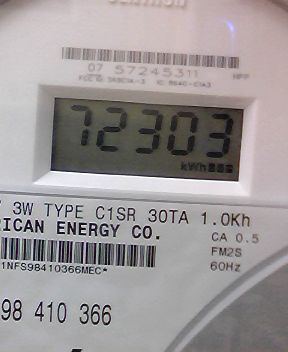 07 57245311
72303
kWh
3W TYPE C1SR 30TA 1.0Kh
RICAN ENERGY CO.
CA 0.5
FM2S
60Hz
1NFS98410366MEC*
98 410 366